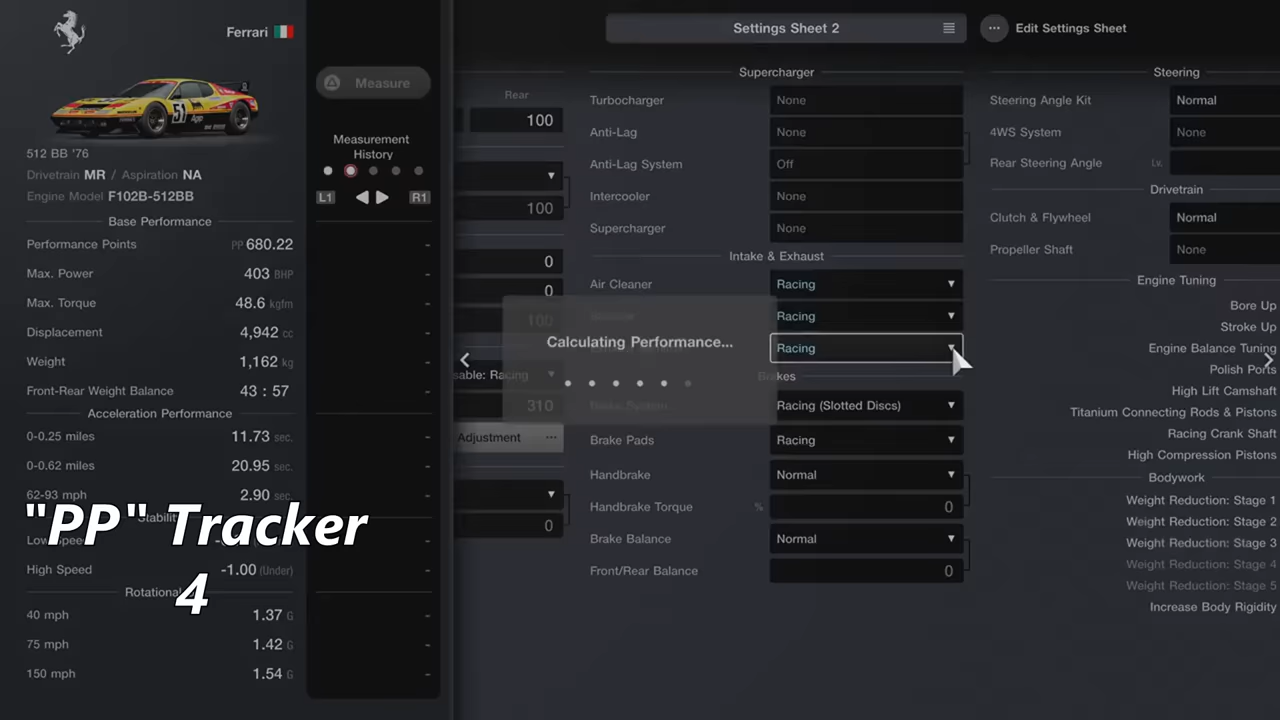 Ferrari
512 BB '76
Drivetrain MR / Aspiration NA
Engine Model F102B-512BB
Base Performance
Performance Points PP 680.22
Max. Power 403 BHP
Max. Torque 48.6 kgfm
Displacement 4,942 cc
Weight 1,162 kg
Front-Rear Weight Balance 43 : 57
Acceleration Performance
0-0.25 miles 11.73 sec.
0-0.62 miles 20.95 sec.
62-93 mph 2.90 sec.
"PP" Tracker
4
High Speed -1.00 (Under)
40 mph 1.37 G
75 mph 1.42 G
150 mph 1.54 G
Measure
Measurement
History
L1 R1
Settings Sheet 2
Edit Settings Sheet
Rear
100
100
0
0
100
sable: Racing
310
Adjustment
0
Supercharger
Turbocharger None
Anti-Lag None
Anti-Lag System Off
Intercooler None
Supercharger None
Intake & Exhaust
Air Cleaner Racing
Racing
Racing
Calculating Performance...
Racing (Slotted Discs)
Brake Pads Racing
Handbrake Normal
Handbrake Torque % 0
Brake Balance Normal
Front/Rear Balance 0
Steering
Steering Angle Kit Normal
4WS System None
Rear Steering Angle Lv.
Drivetrain
Clutch & Flywheel Normal
Propeller Shaft None
Engine Tuning
Bore Up
Stroke Up
Engine Balance Tuning
Polish Ports
High Lift Camshaft
Titanium Connecting Rods & Pistons
Racing Crank Shaft
High Compression Pistons
Bodywork
Weight Reduction: Stage 1
Weight Reduction: Stage 2
Weight Reduction: Stage 3
Weight Reduction: Stage 4
Weight Reduction: Stage 5
Increase Body Rigidity